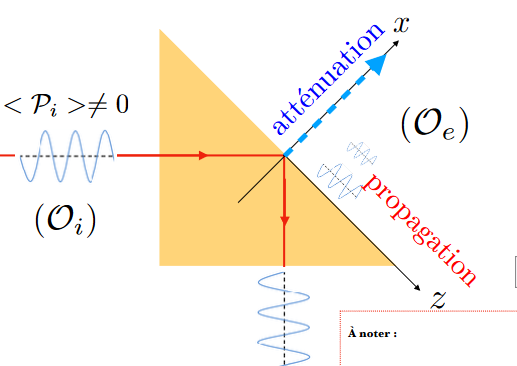 x
atténuation
< 𝒫ᵢ >≠ 0
(𝒪ₑ)
(𝒪ᵢ)
propagation
z
À noter :